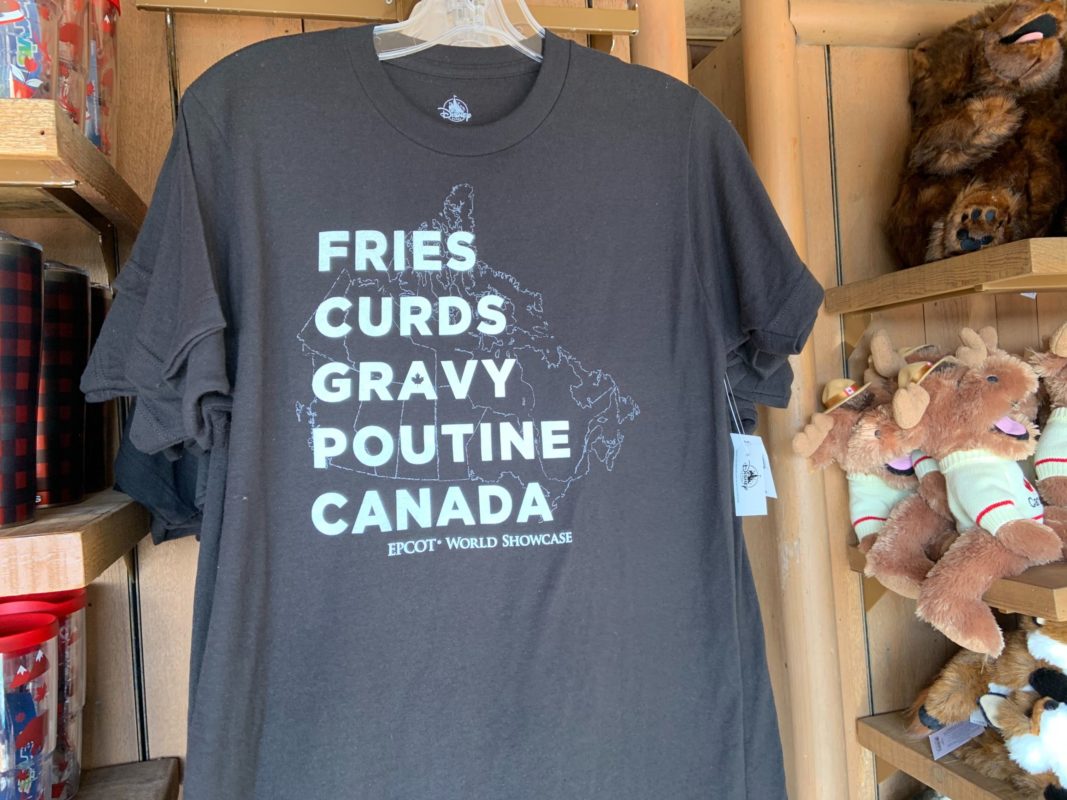 Disney
FRIES
CURDS
GRAVY
POUTINE
CANADA
EPCOT® WORLD SHOWCASE